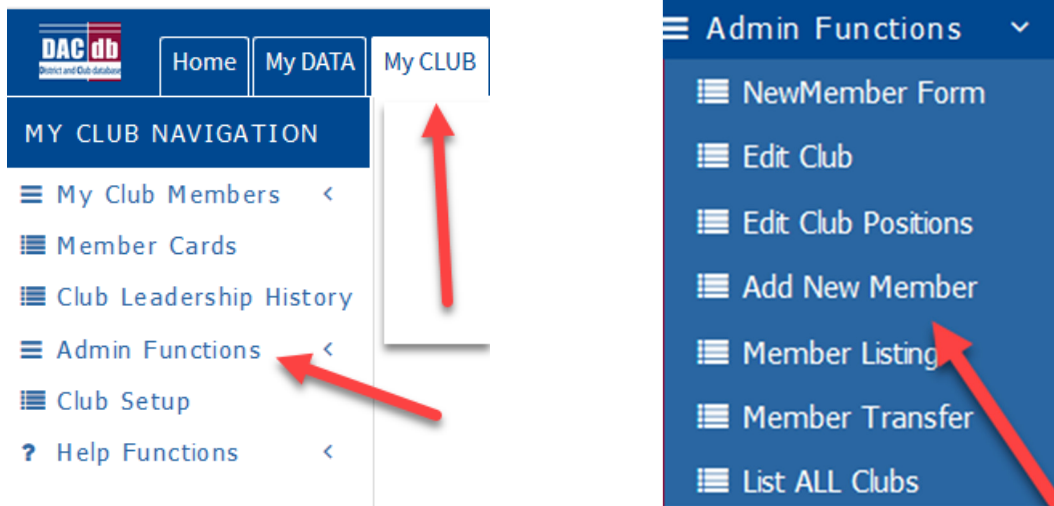 DAC db
District and Club database
Home
My DATA
My CLUB
MY CLUB NAVIGATION
My Club Members
Member Cards
Club Leadership History
Admin Functions
Club Setup
? Help Functions
Admin Functions
NewMember Form
Edit Club
Edit Club Positions
Add New Member
Member Listing
Member Transfer
List ALL Clubs